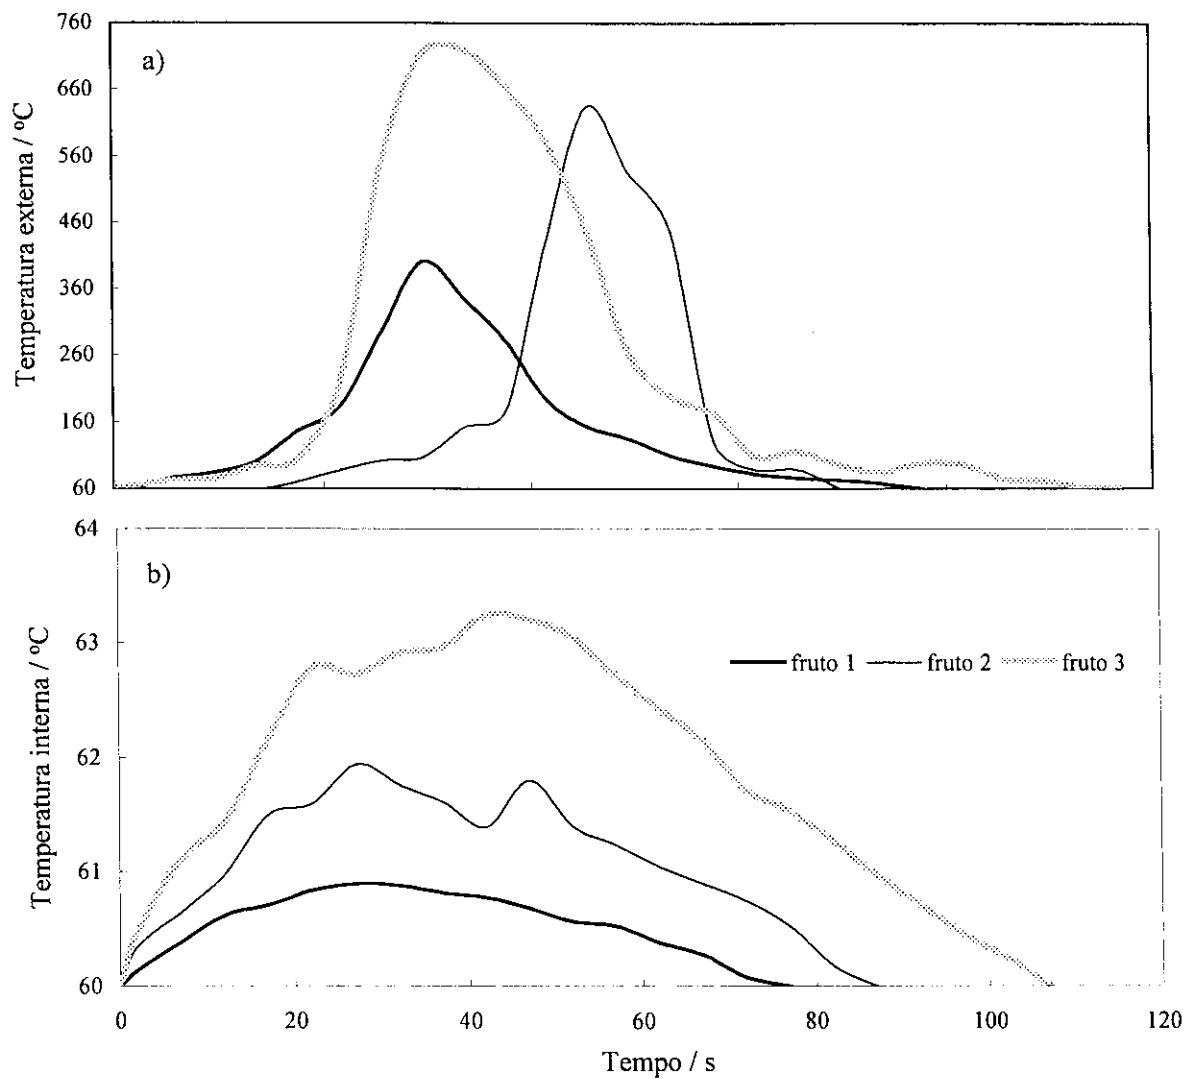 760
a)
660
560
460
360
260
160
60
Temperatura externa / ºC
64
b)
63
fruto 1 fruto 2 fruto 3
62
61
60
Temperatura interna / ºC
0 20 40 60 80 100 120
Tempo / s